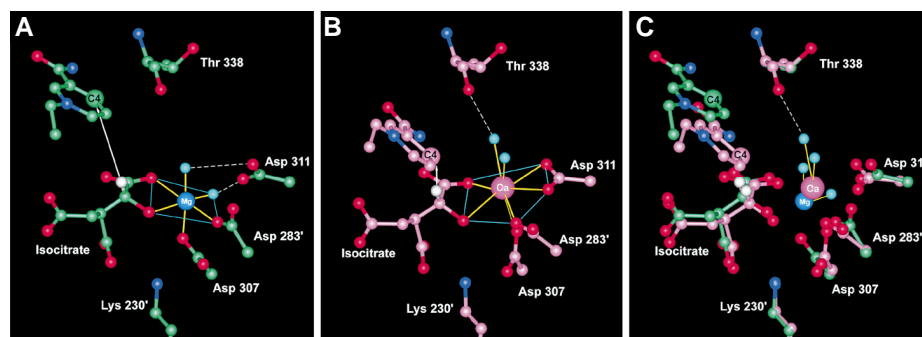 A
Thr 338
C4
Asp 311
Mg
Isocitrate
Asp 283'
Asp 307
Lys 230'
B
Thr 338
C4
Asp 311
Ca
Isocitrate
Asp 283'
Asp 307
Lys 230'
C
C4
Thr 338
C4
Asp 31
Ca
Mg
Isocitrate
Asp 283'
Asp 307
Lys 230'